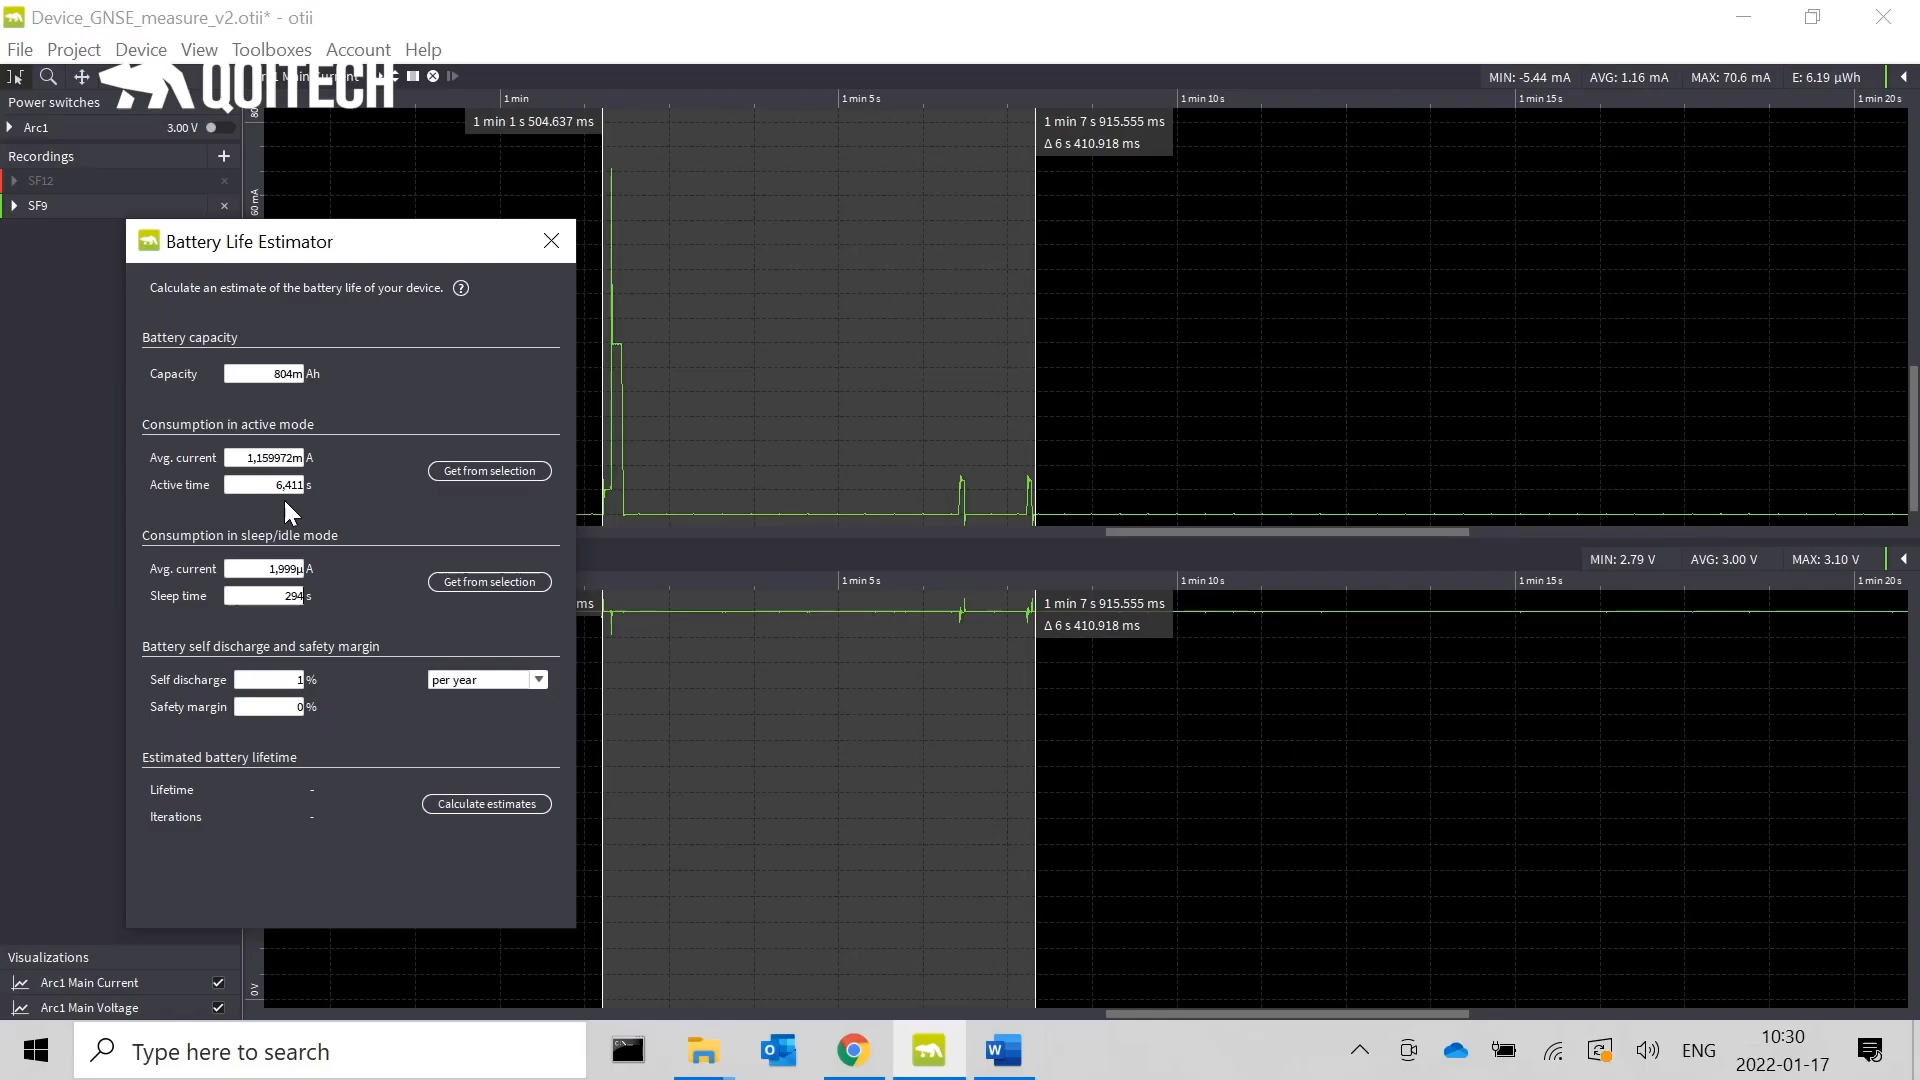 Device_GNSE_measure_v2.otii* - otii
File Project Device View Toolboxes Account Help
QOITECH
Main Current
MIN: -5.44 mA AVG: 1.16 mA MAX: 70.6 mA E: 6.19 µWh
Power switches
1 min 1 min 5 s 1 min 10 s 1 min 15 s 1 min 20 s
Arc1 3.00 V
1 min 1 s 504.637 ms
1 min 7 s 915.555 ms
Δ 6 s 410.918 ms
Recordings +
SF12 ×
SF9 ×
60 mA
Battery Life Estimator
Calculate an estimate of the battery life of your device. ?
Battery capacity
Capacity 804m Ah
Consumption in active mode
Avg. current 1,159972m A
Get from selection
Active time 6,411 s
Consumption in sleep/idle mode
Avg. current 1,999µ A
Get from selection
Sleep time 294 s
Battery self discharge and safety margin
Self discharge 1 % per year
Safety margin 0 %
Estimated battery lifetime
Lifetime -
Calculate estimates
Iterations -
MIN: 2.79 V AVG: 3.00 V MAX: 3.10 V
1 min 5 s 1 min 10 s 1 min 15 s 1 min 20 s
ms
1 min 7 s 915.555 ms
Δ 6 s 410.918 ms
0 V
Visualizations
Arc1 Main Current
Arc1 Main Voltage
Type here to search
ENG
10:30
2022-01-17